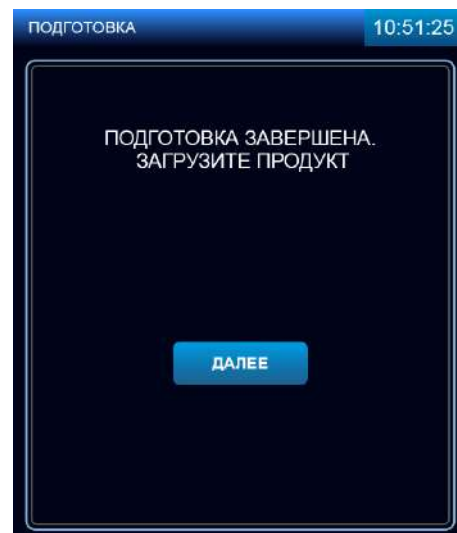 ПОДГОТОВКА 10:51:25
ПОДГОТОВКА ЗАВЕРШЕНА.
ЗАГРУЗИТЕ ПРОДУКТ
ДАЛЕЕ